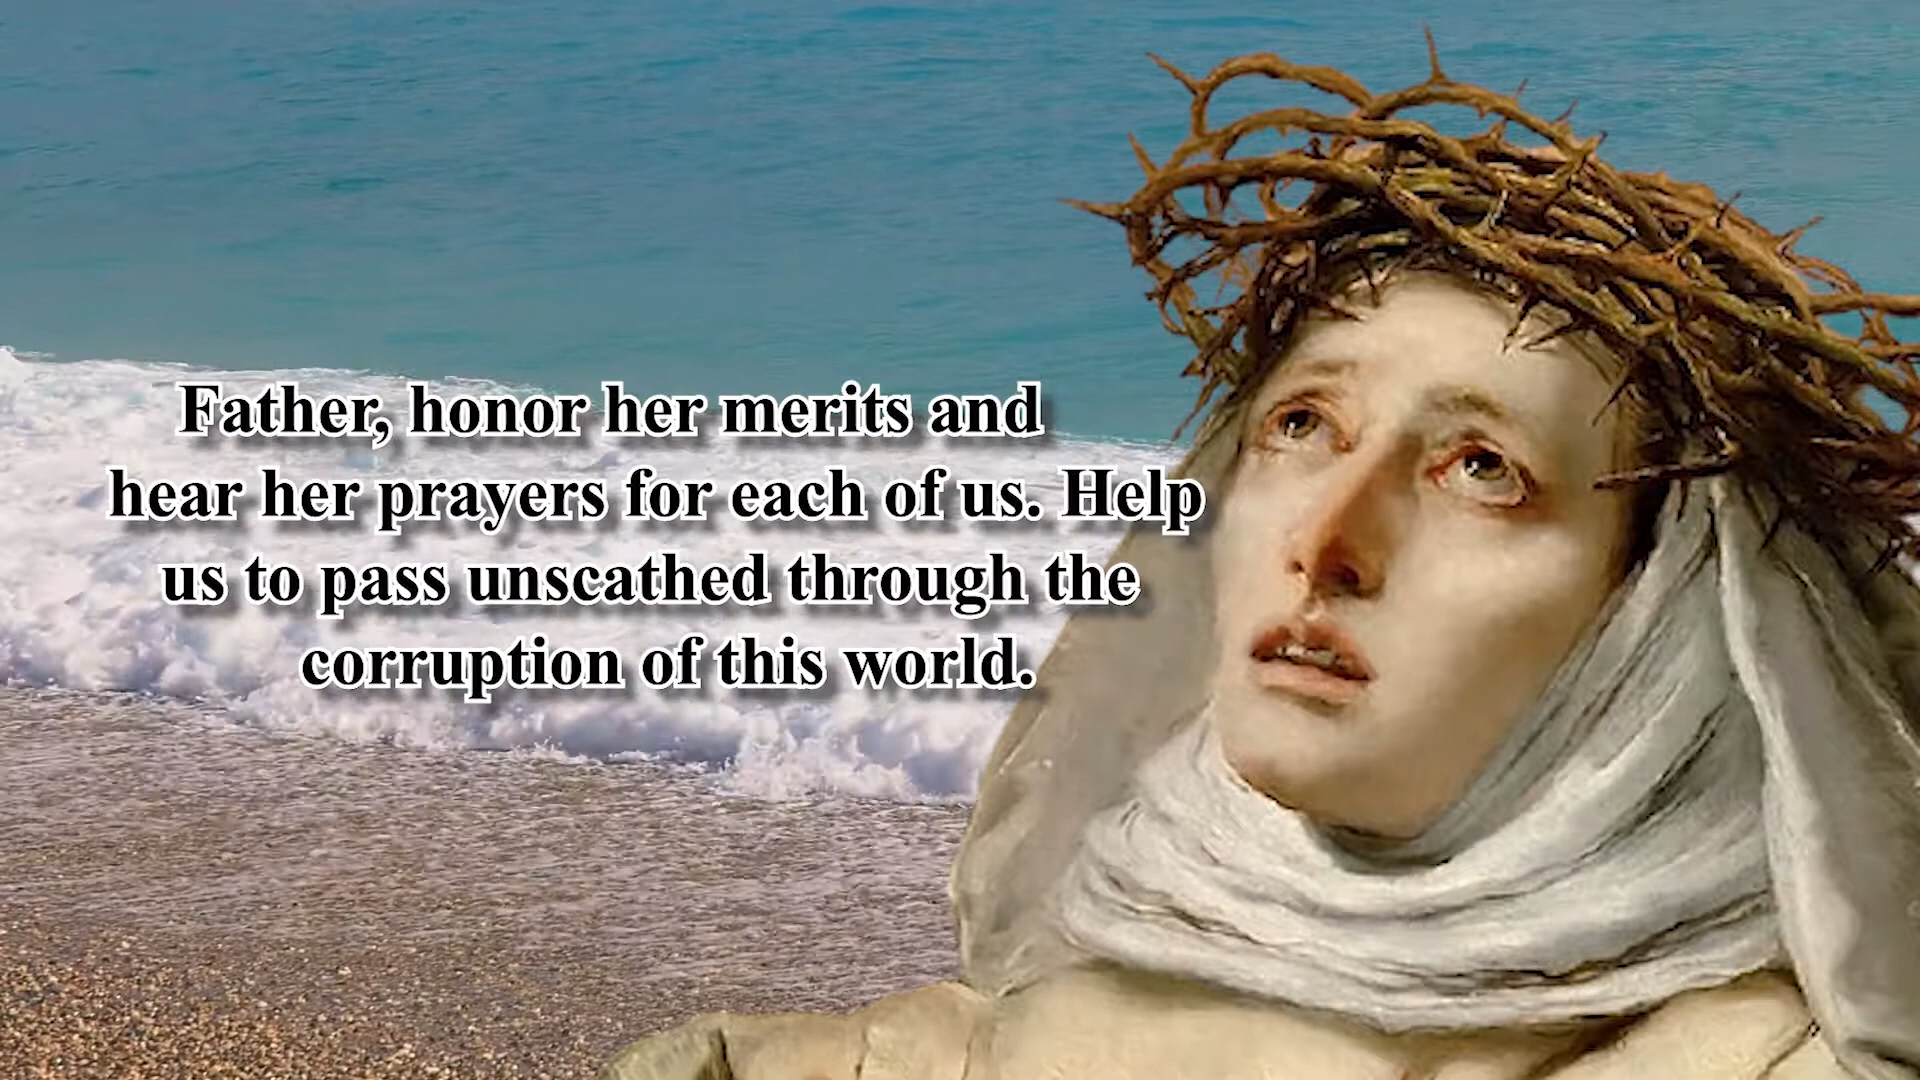 Father, honor her merits and
hear her prayers for each of us. Help
us to pass unscathed through the
corruption of this world.